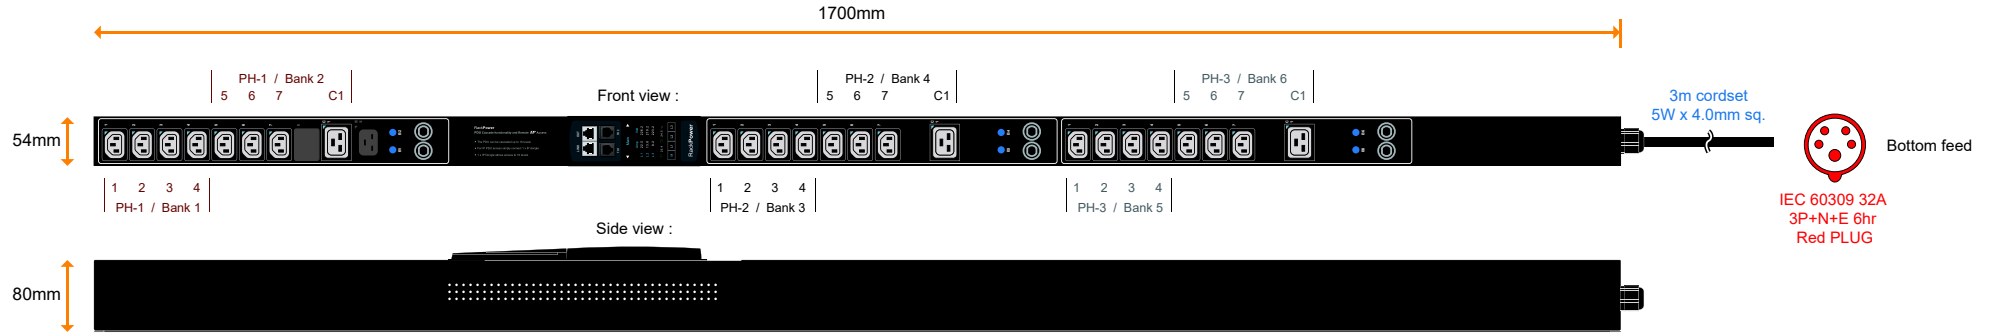 1700mm
PH-1 / Bank 2
5 6 7 C1
Front view :
PH-2 / Bank 4
5 6 7 C1
PH-3 / Bank 6
5 6 7 C1
3m cordset
5W x 4.0mm sq.
54mm
RackPower
RackPower
Bottom feed
1 2 3 4
PH-1 / Bank 1
1 2 3 4
PH-2 / Bank 3
1 2 3 4
PH-3 / Bank 5
IEC 60309 32A
3P+N+E 6hr
Red PLUG
Side view :
80mm